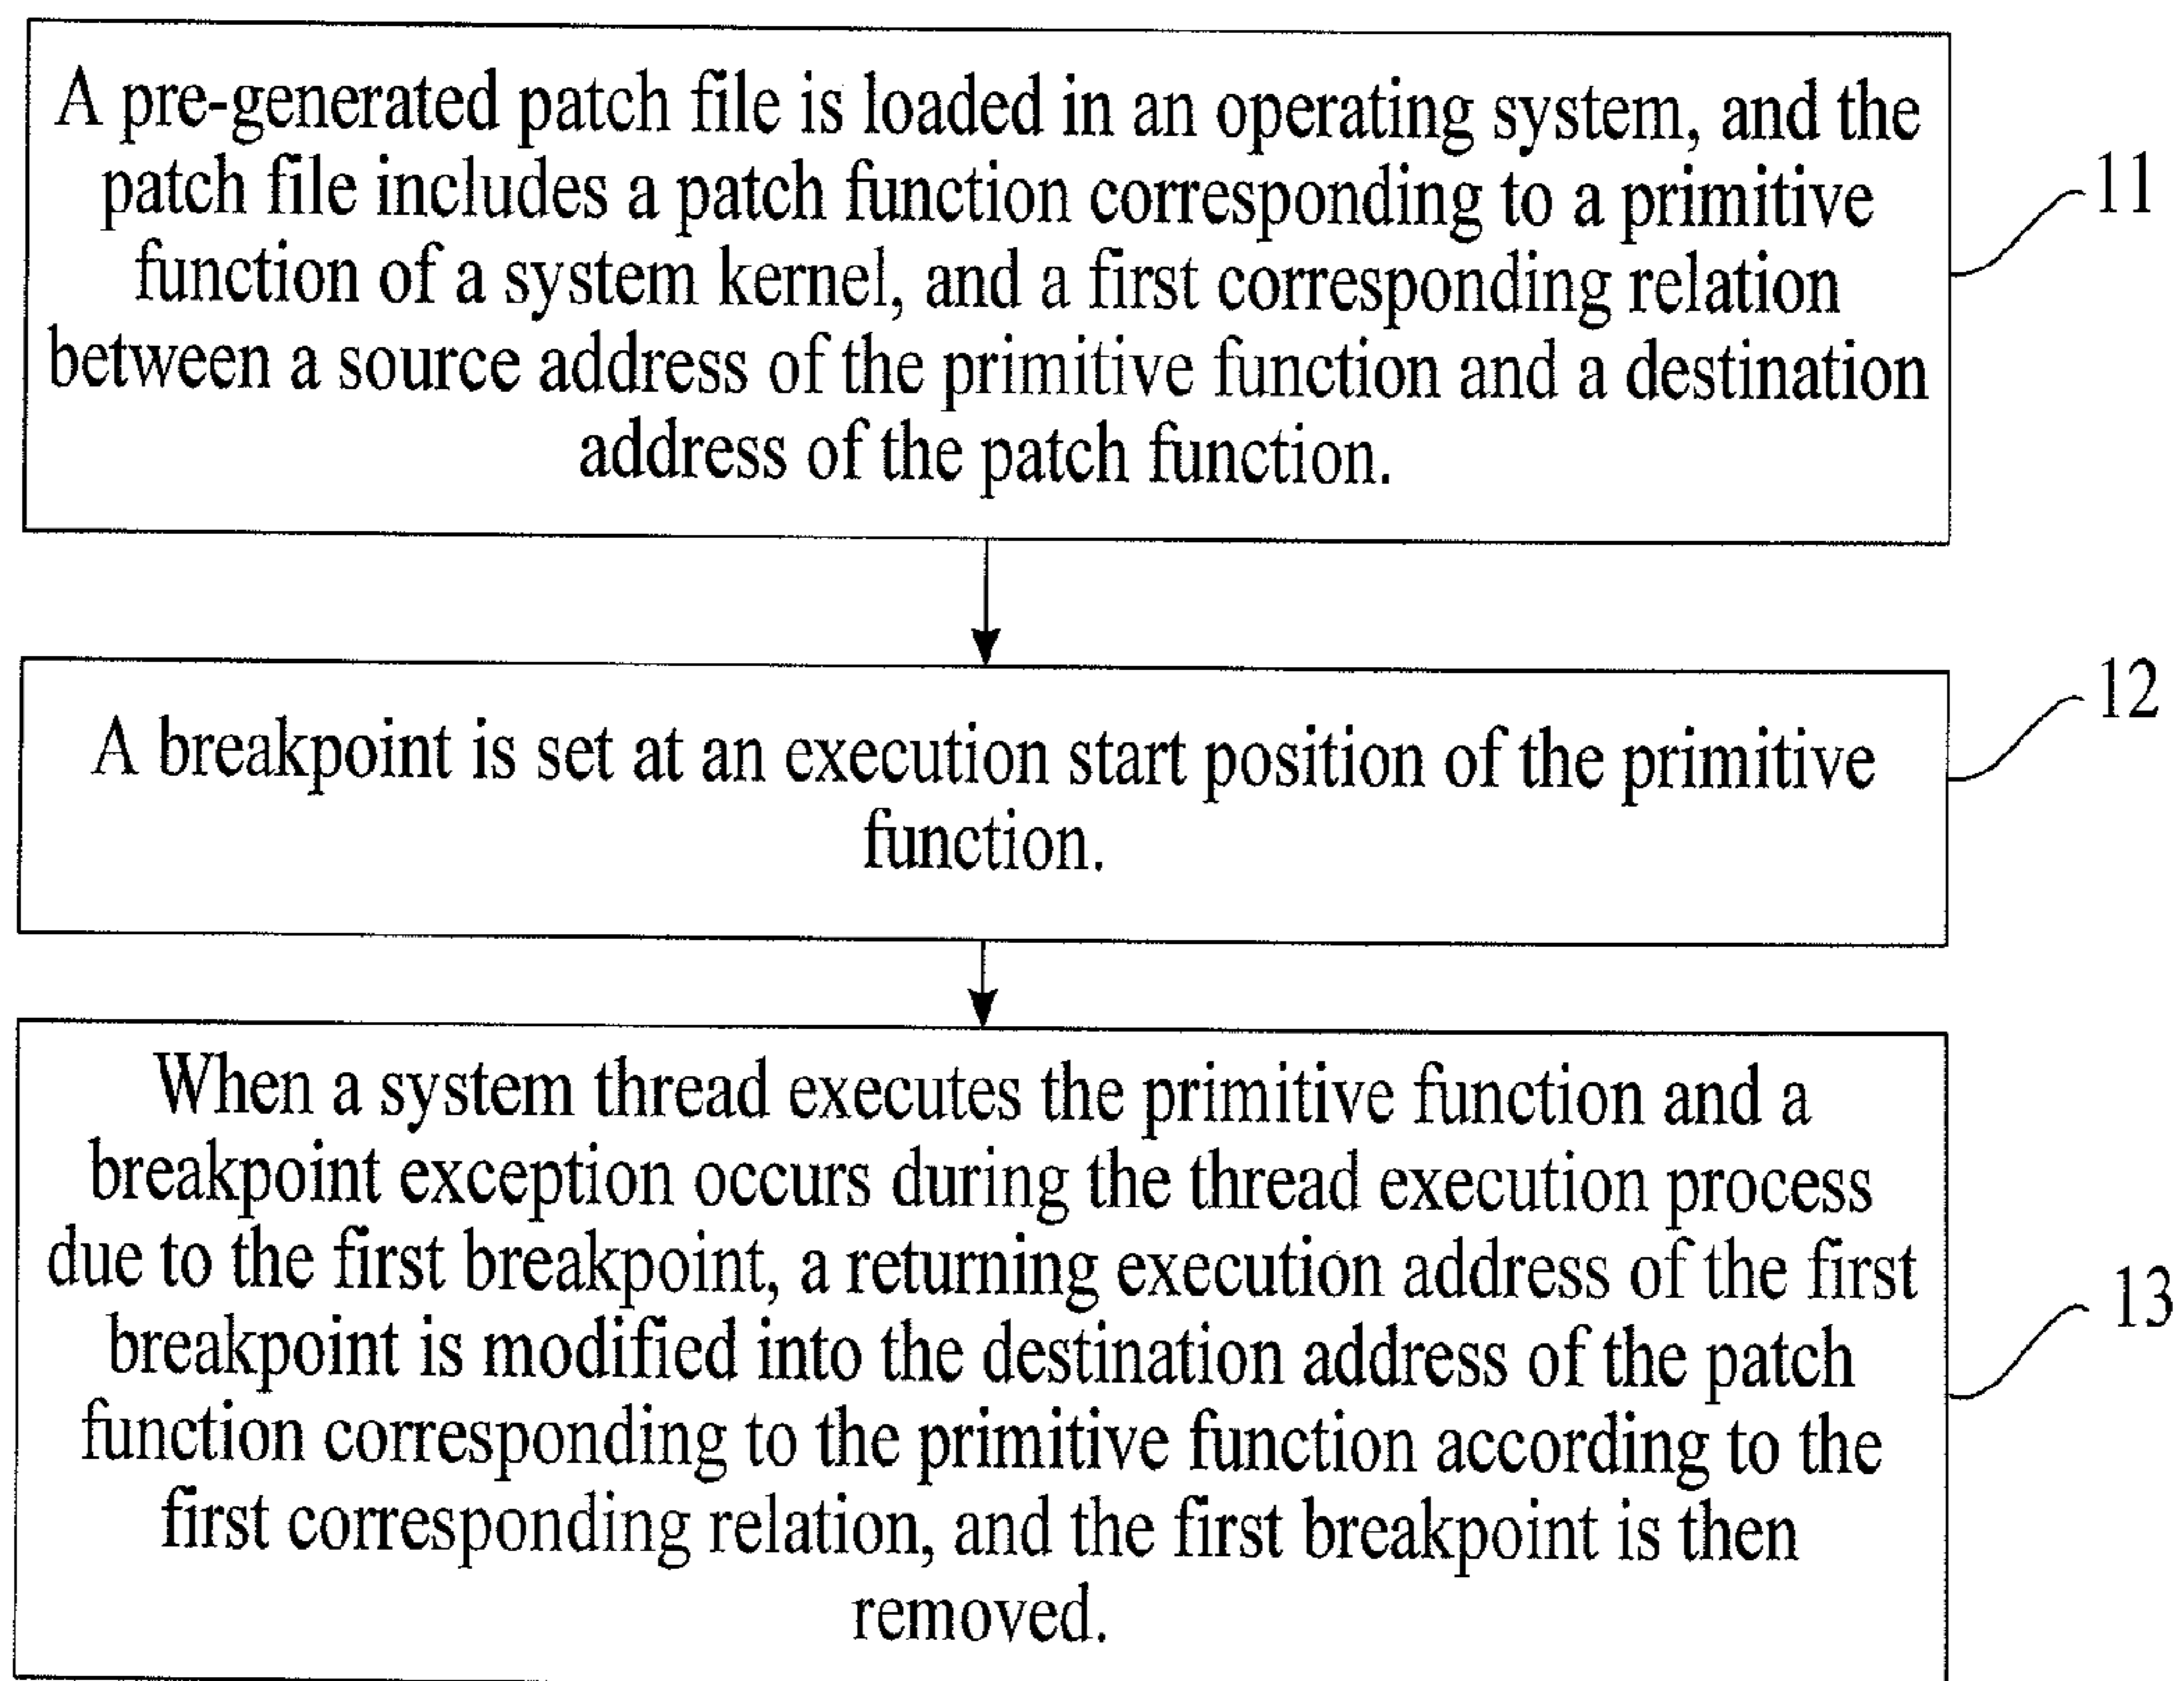 A pre-generated patch file is loaded in an operating system, and the
patch file includes a patch function corresponding to a primitive
function of a system kernel, and a first corresponding relation
between a source address of the primitive function and a destination
address of the patch function.
11
A breakpoint is set at an execution start position of the primitive
function.
12
When a system thread executes the primitive function and a
breakpoint exception occurs during the thread execution process
due to the first breakpoint, a returning execution address of the first
breakpoint is modified into the destination address of the patch
function corresponding to the primitive function according to the
first corresponding relation, and the first breakpoint is then
removed.
13